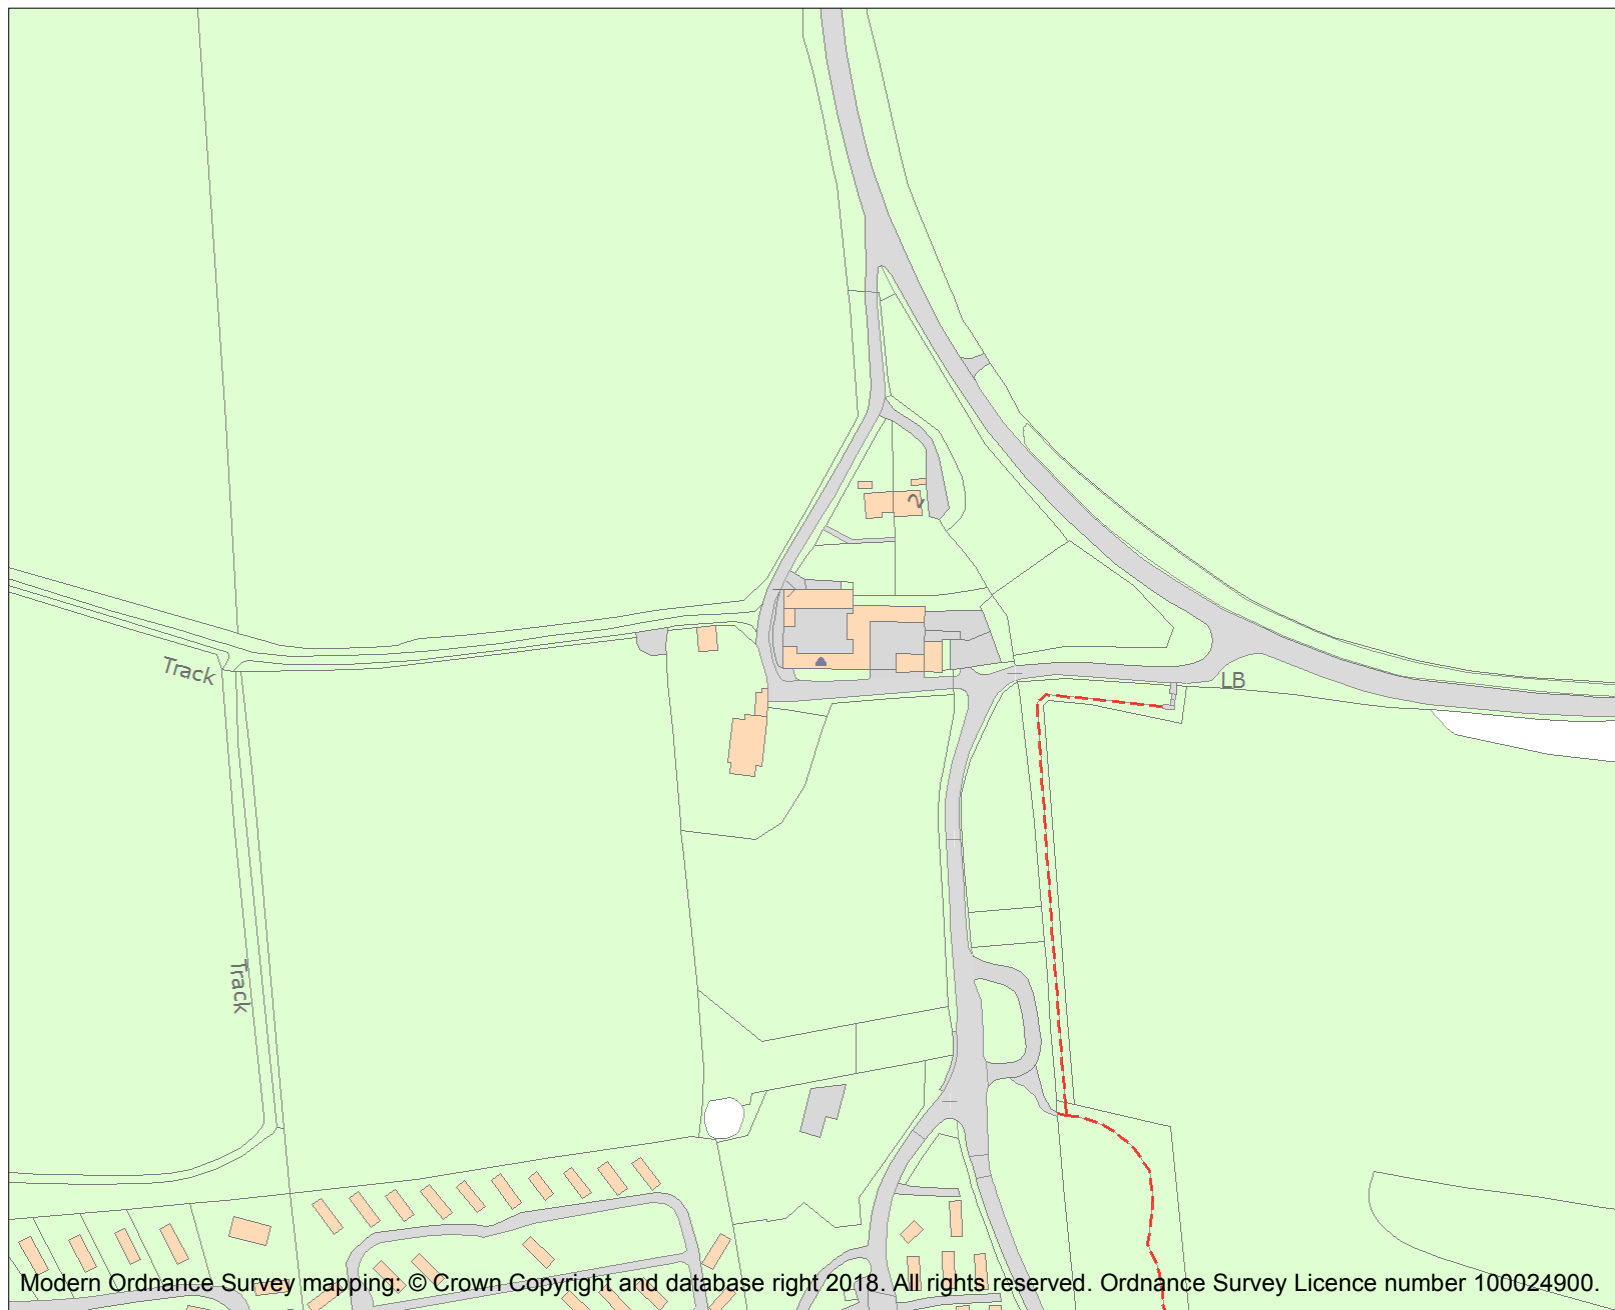 2
Track
LB
Track
Modern Ordnance Survey mapping: © Crown Copyright and database right 2018. All rights reserved. Ordnance Survey Licence number 100024900.